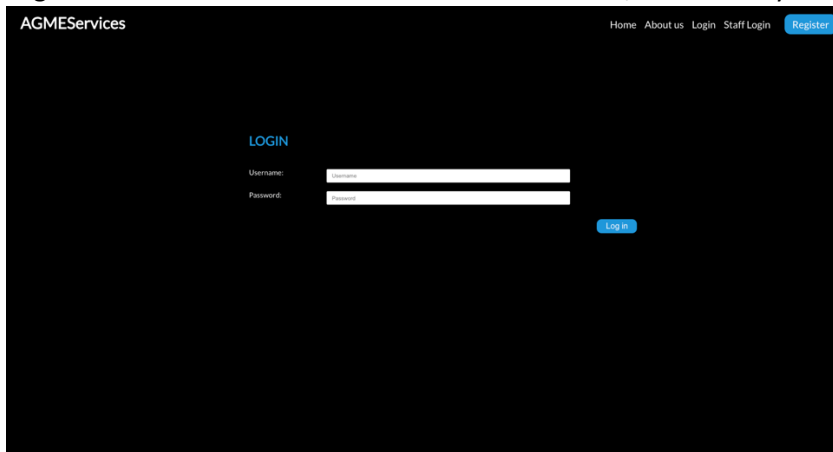 AGMEServices
Home About us Login Staff Login Register
LOGIN
Username: Username
Password: Password
Log in